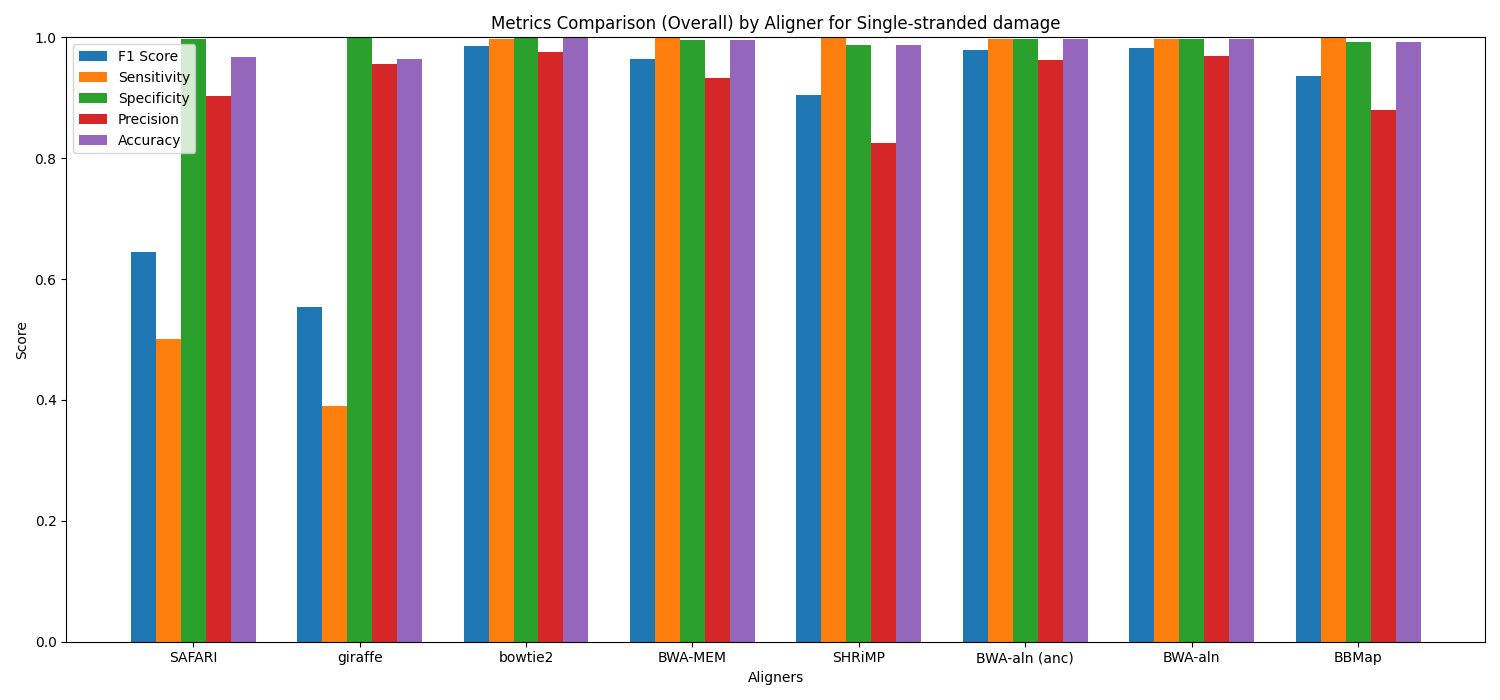 Metrics Comparison (Overall) by Aligner for Single-stranded damage
F1 Score
Sensitivity
Specificity
Precision
Accuracy
Score
1.0
0.8
0.6
0.4
0.2
0.0
SAFARI giraffe bowtie2 BWA-MEM SHRiMP BWA-aln (anc) BWA-aln BBMap
Aligners